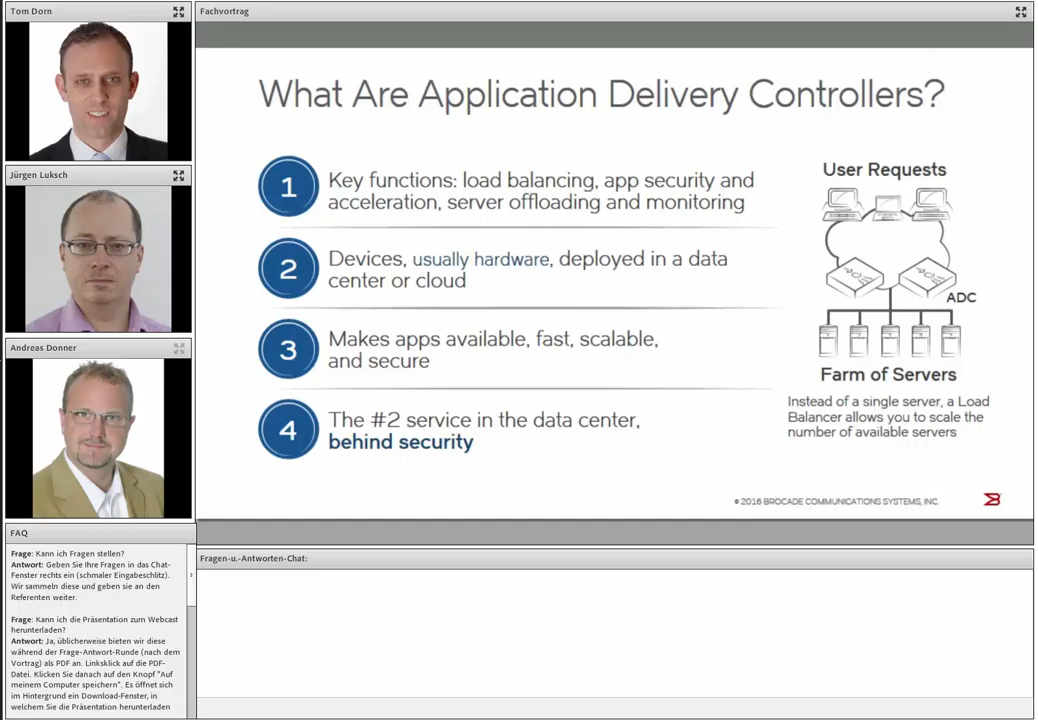 Tom Dorn
Jürgen Luksch
Andreas Donner
FAQ
Frage: Kann ich Fragen stellen?
Antwort: Geben Sie Ihre Fragen in das Chat-
Fenster rechts ein (schmaler Eingabeschlitz).
Wir sammeln diese und geben sie an den
Referenten weiter.
Frage: Kann ich die Präsentation zum Webcast
herunterladen?
Antwort: Ja, üblicherweise bieten wir diese
während der Frage-Antwort-Runde (nach dem
Vortrag) als PDF an. Linksklick auf die PDF-
Datei. Klicken Sie danach auf den Knopf "Auf
meinem Computer speichern". Es öffnet sich
im Hintergrund ein Download-Fenster, in
welchem Sie die Präsentation herunterladen
Fachvortrag
What Are Application Delivery Controllers?
1
Key functions: load balancing, app security and
acceleration, server offloading and monitoring
2
Devices, usually hardware, deployed in a data
center or cloud
3
Makes apps available, fast, scalable,
and secure
4
The #2 service in the data center,
behind security
User Requests
ADC
Farm of Servers
Instead of a single server, a Load
Balancer allows you to scale the
number of available servers
© 2016 BROCADE COMMUNICATIONS SYSTEMS, INC.
Fragen-u.-Antworten-Chat: